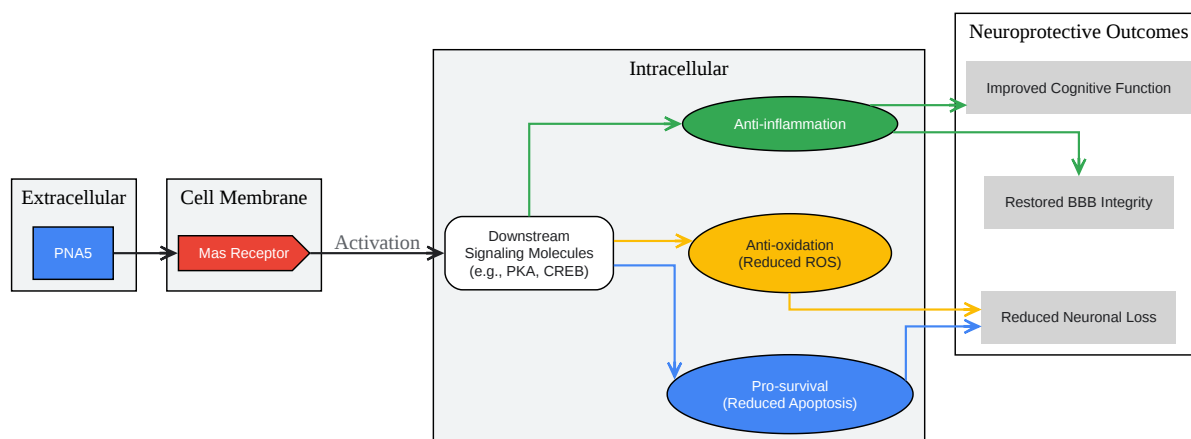 Extracellular
PNA5
Cell Membrane
Mas Receptor
Activation
Intracellular
Downstream
Signaling Molecules
(e.g., PKA, CREB)
Anti-inflammation
Anti-oxidation
(Reduced ROS)
Pro-survival
(Reduced Apoptosis)
Neuroprotective Outcomes
Improved Cognitive Function
Restored BBB Integrity
Reduced Neuronal Loss